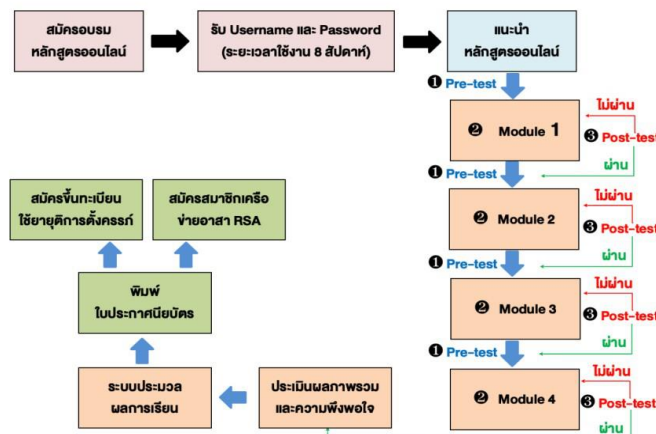 สมัครอบรม
หลักสูตรออนไลน์
รับ Username และ Password
(ระยะเวลาใช้งาน 8 สัปดาห์)
แนะนำ
หลักสูตรออนไลน์
❶ Pre-test
❷ Module 1
ไม่ผ่าน
❸ Post-test
ผ่าน
❶ Pre-test
❷ Module 2
ไม่ผ่าน
❸ Post-test
ผ่าน
❶ Pre-test
❷ Module 3
ไม่ผ่าน
❸ Post-test
ผ่าน
❶ Pre-test
❷ Module 4
ไม่ผ่าน
❸ Post-test
ผ่าน
ประเมินผลภาพรวม
และความพึงพอใจ
ระบบประมวล
ผลการเรียน
พิมพ์
ใบประกาศนียบัตร
สมัครขึ้นทะเบียน
ใช้ยายุติการตั้งครรภ์
สมัครสมาชิกเครือ
ข่ายอาสา RSA